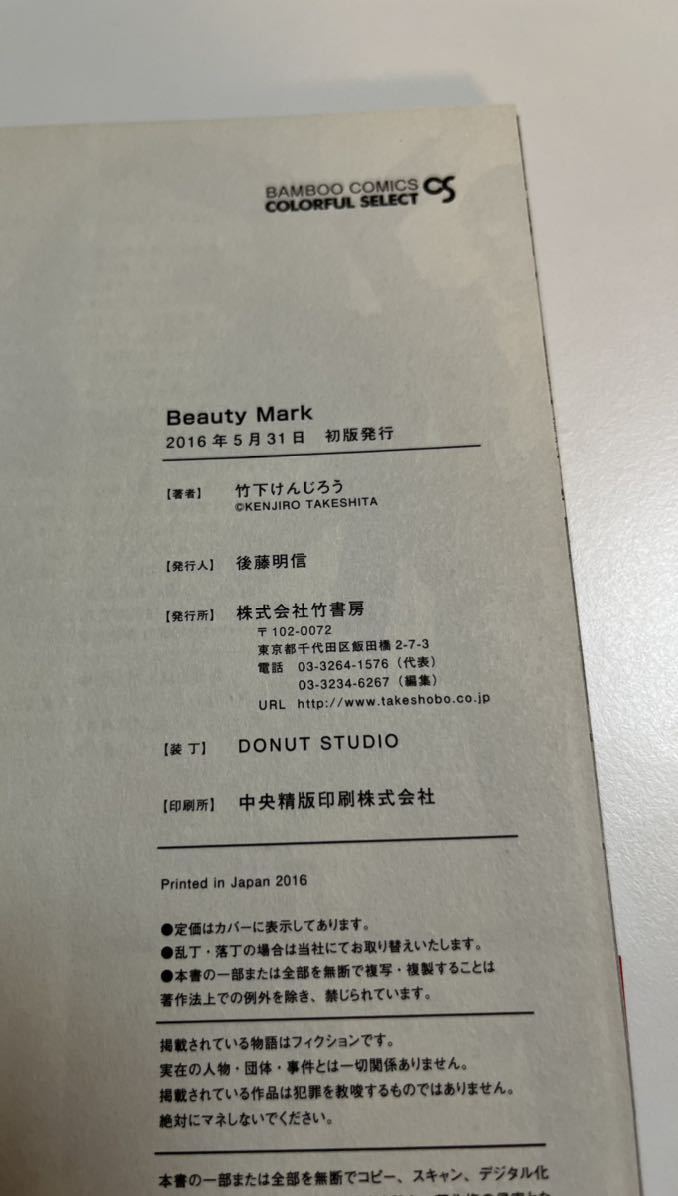 BAMBOO COMICS
COLORFUL SELECT CS
Beauty Mark
2016年5月31日 初版発行
【著者】 竹下けんじろう
©KENJIRO TAKESHITA
【発行人】 後藤明信
【発行所】 株式会社竹書房
〒102-0072
東京都千代田区飯田橋2-7-3
電話 03-3264-1576（代表）
03-3234-6267（編集）
URL http://www.takeshobo.co.jp
【装丁】 DONUT STUDIO
【印刷所】 中央精版印刷株式会社
Printed in Japan 2016
●定価はカバーに表示してあります。
●乱丁・落丁の場合は当社にてお取り替えいたします。
●本書の一部または全部を無断で複写・複製することは
著作法上での例外を除き、禁じられています。
掲載されている物語はフィクションです。
実在の人物・団体・事件とは一切関係ありません。
掲載されている作品は犯罪を教唆するものではありません。
絶対にマネしないでください。
本書の一部または全部を無断でコピー、スキャン、デジタル化